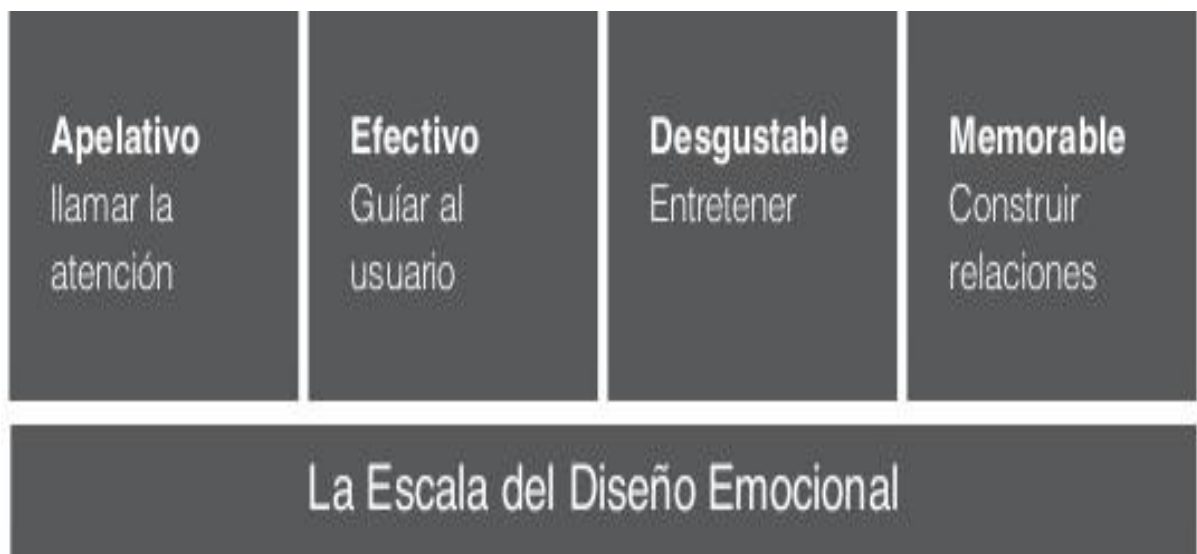 Apelativo
llamar la
atención
Efectivo
Guíar al
usuario
Desgustable
Entretener
Memorable
Construir
relaciones
La Escala del Diseño Emocional